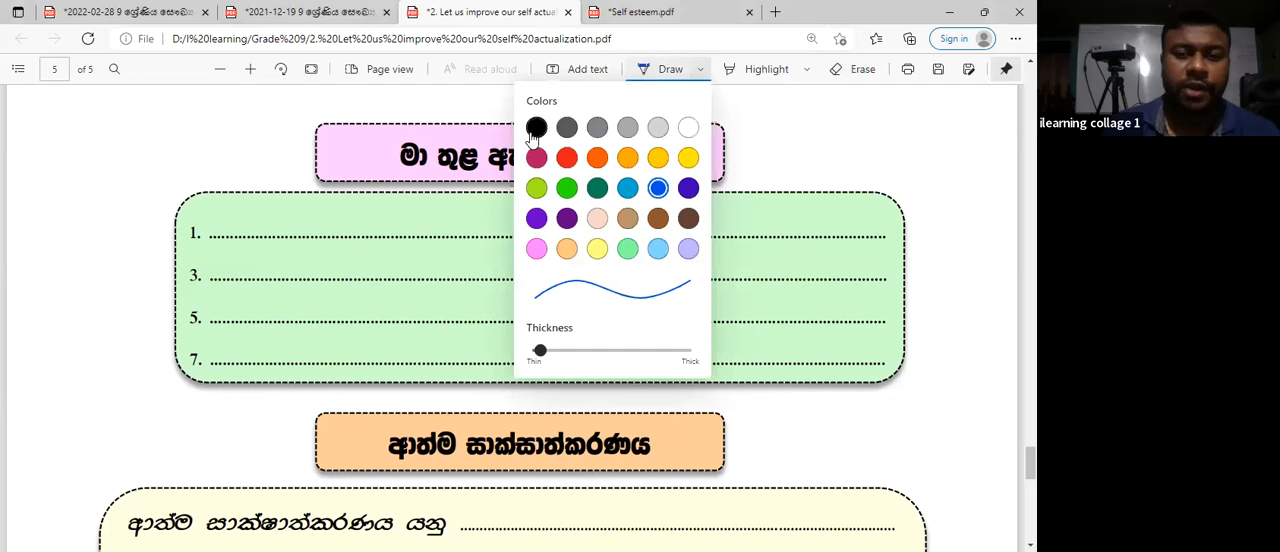 *2022-02-28 9 ශ්‍රේණිය සෞඛ්‍ය
*2021-12-19 9 ශ්‍රේණිය සෞඛ්‍ය
*2. Let us improve our self actual
*Self esteem.pdf
File D:/I%20learning/Grade%209/2.%20Let%20us%20improve%20our%20self%20actualization.pdf
Sign in
5 of 5
Page view
Read aloud
Add text
Draw
Highlight
Erase
Colors
Thickness
Thin Thick
මා තුළ
1. ........................................
3. ........................................
5. ........................................
7. ........................................
ආත්ම සාක්සාත්කරණය
ආත්ම සාක්ෂාත්කරණය යනු ........................................
ilearning collage 1